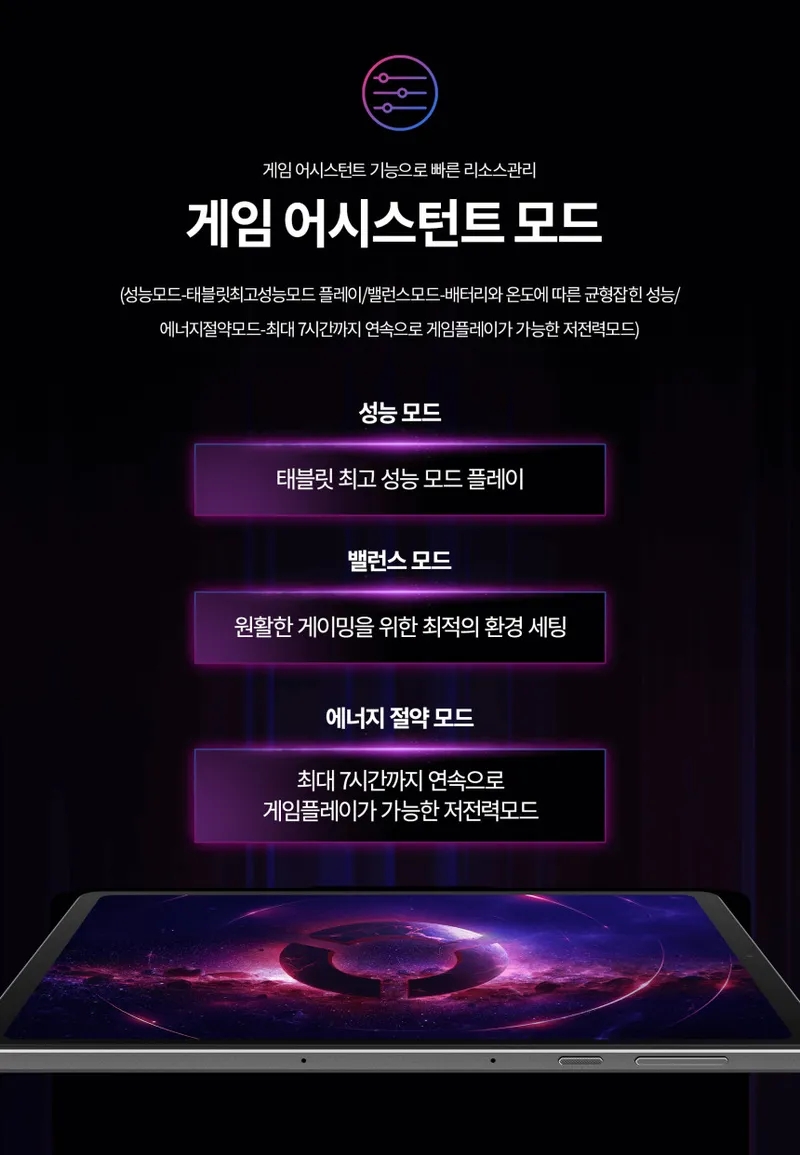 게임 어시스턴트 기능으로 빠른 리소스관리
게임 어시스턴트 모드
(성능모드-태블릿최고성능모드 플레이/밸런스모드-배터리와 온도에 따른 균형잡힌 성능/
에너지절약모드-최대 7시간까지 연속으로 게임플레이가 가능한 저전력모드)
성능 모드
태블릿 최고 성능 모드 플레이
밸런스 모드
원활한 게이밍을 위한 최적의 환경 세팅
에너지 절약 모드
최대 7시간까지 연속으로
게임플레이가 가능한 저전력모드